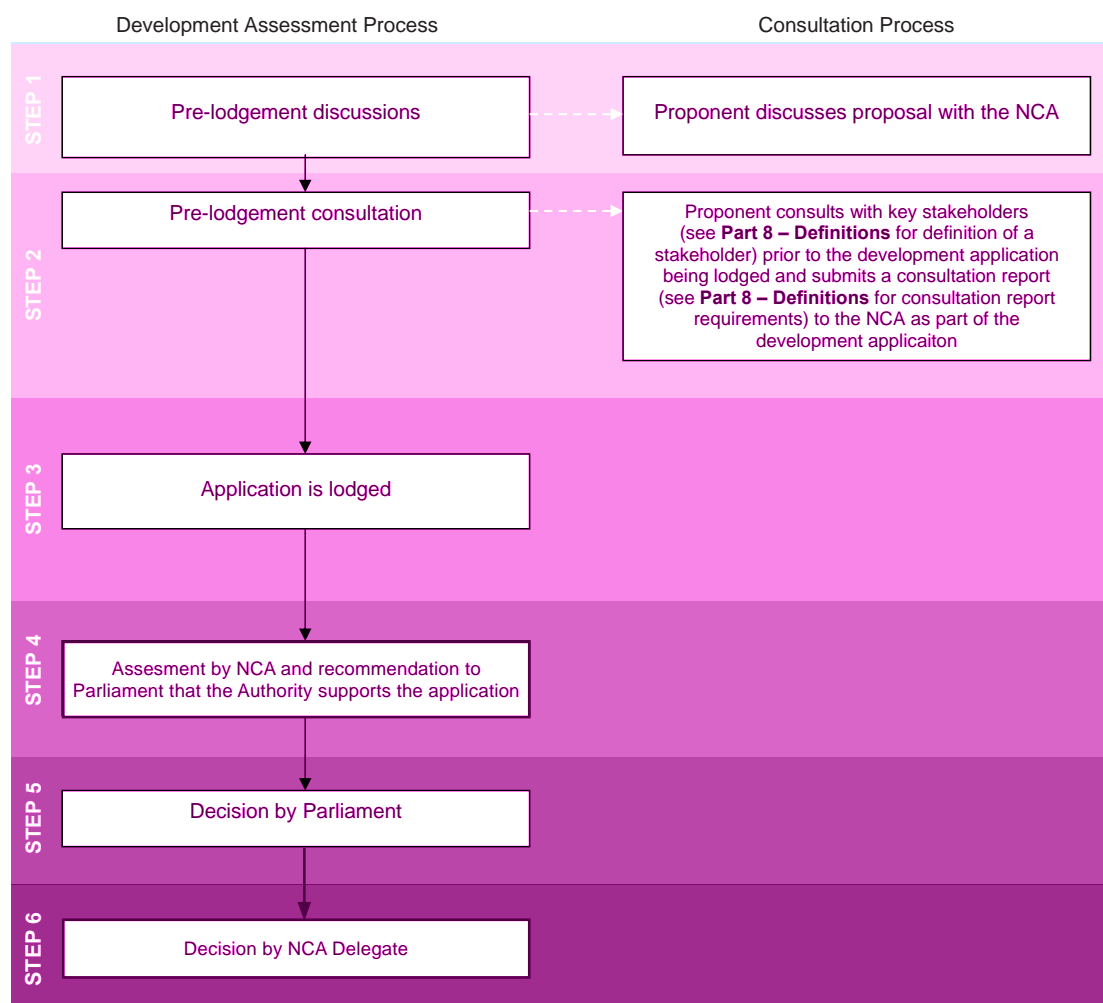 Development Assessment Process
Consultation Process
STEP 1
Pre-lodgement discussions
Proponent discusses proposal with the NCA
STEP 2
Pre-lodgement consultation
Proponent consults with key stakeholders
(see Part 8 – Definitions for definition of a
stakeholder) prior to the development application
being lodged and submits a consultation report
(see Part 8 – Definitions for consultation report
requirements) to the NCA as part of the
development applicaiton
STEP 3
Application is lodged
STEP 4
Assesment by NCA and recommendation to
Parliament that the Authority supports the application
STEP 5
Decision by Parliament
STEP 6
Decision by NCA Delegate